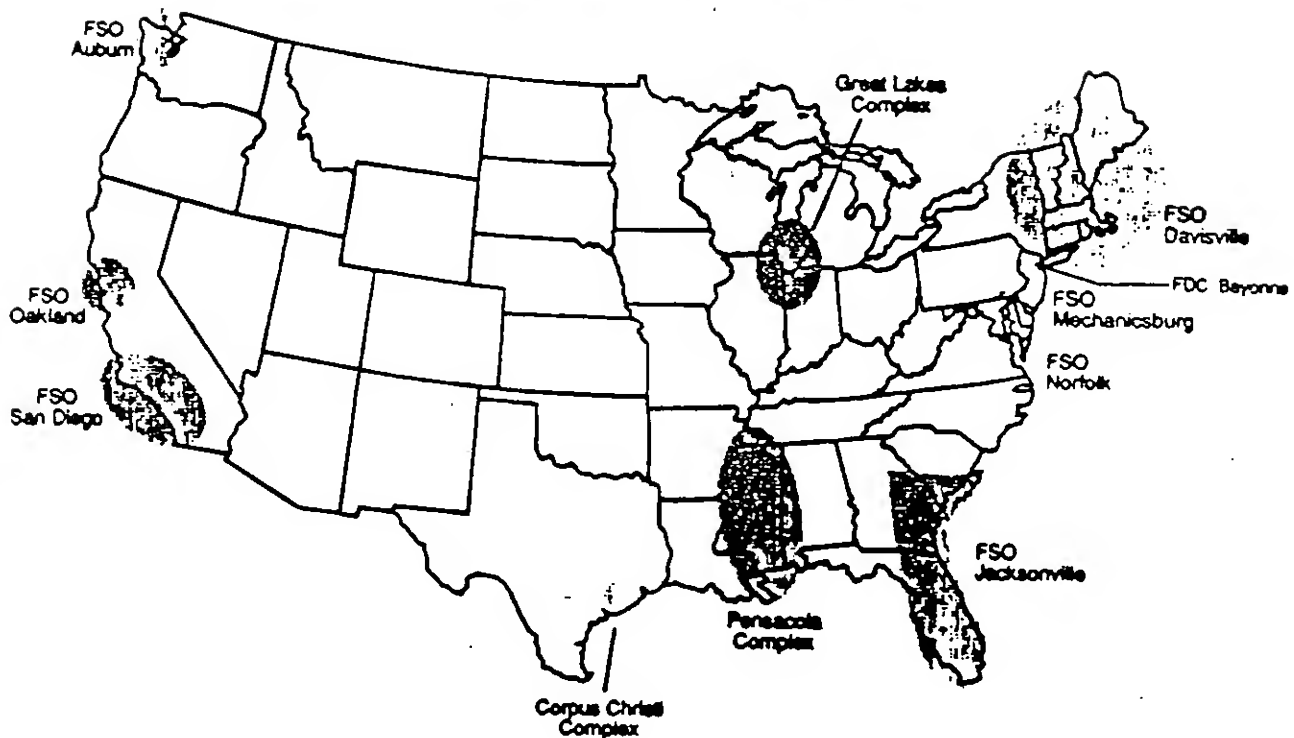 FSO
Auburn
Great Lakes
Complex
FSO
Davisville
FDC Bayonne
FSO
Mechanicsburg
FSO
Oakland
FSO
Norfolk
FSO
San Diego
FSO
Jacksonville
Pensacola
Complex
Corpus Christi
Complex